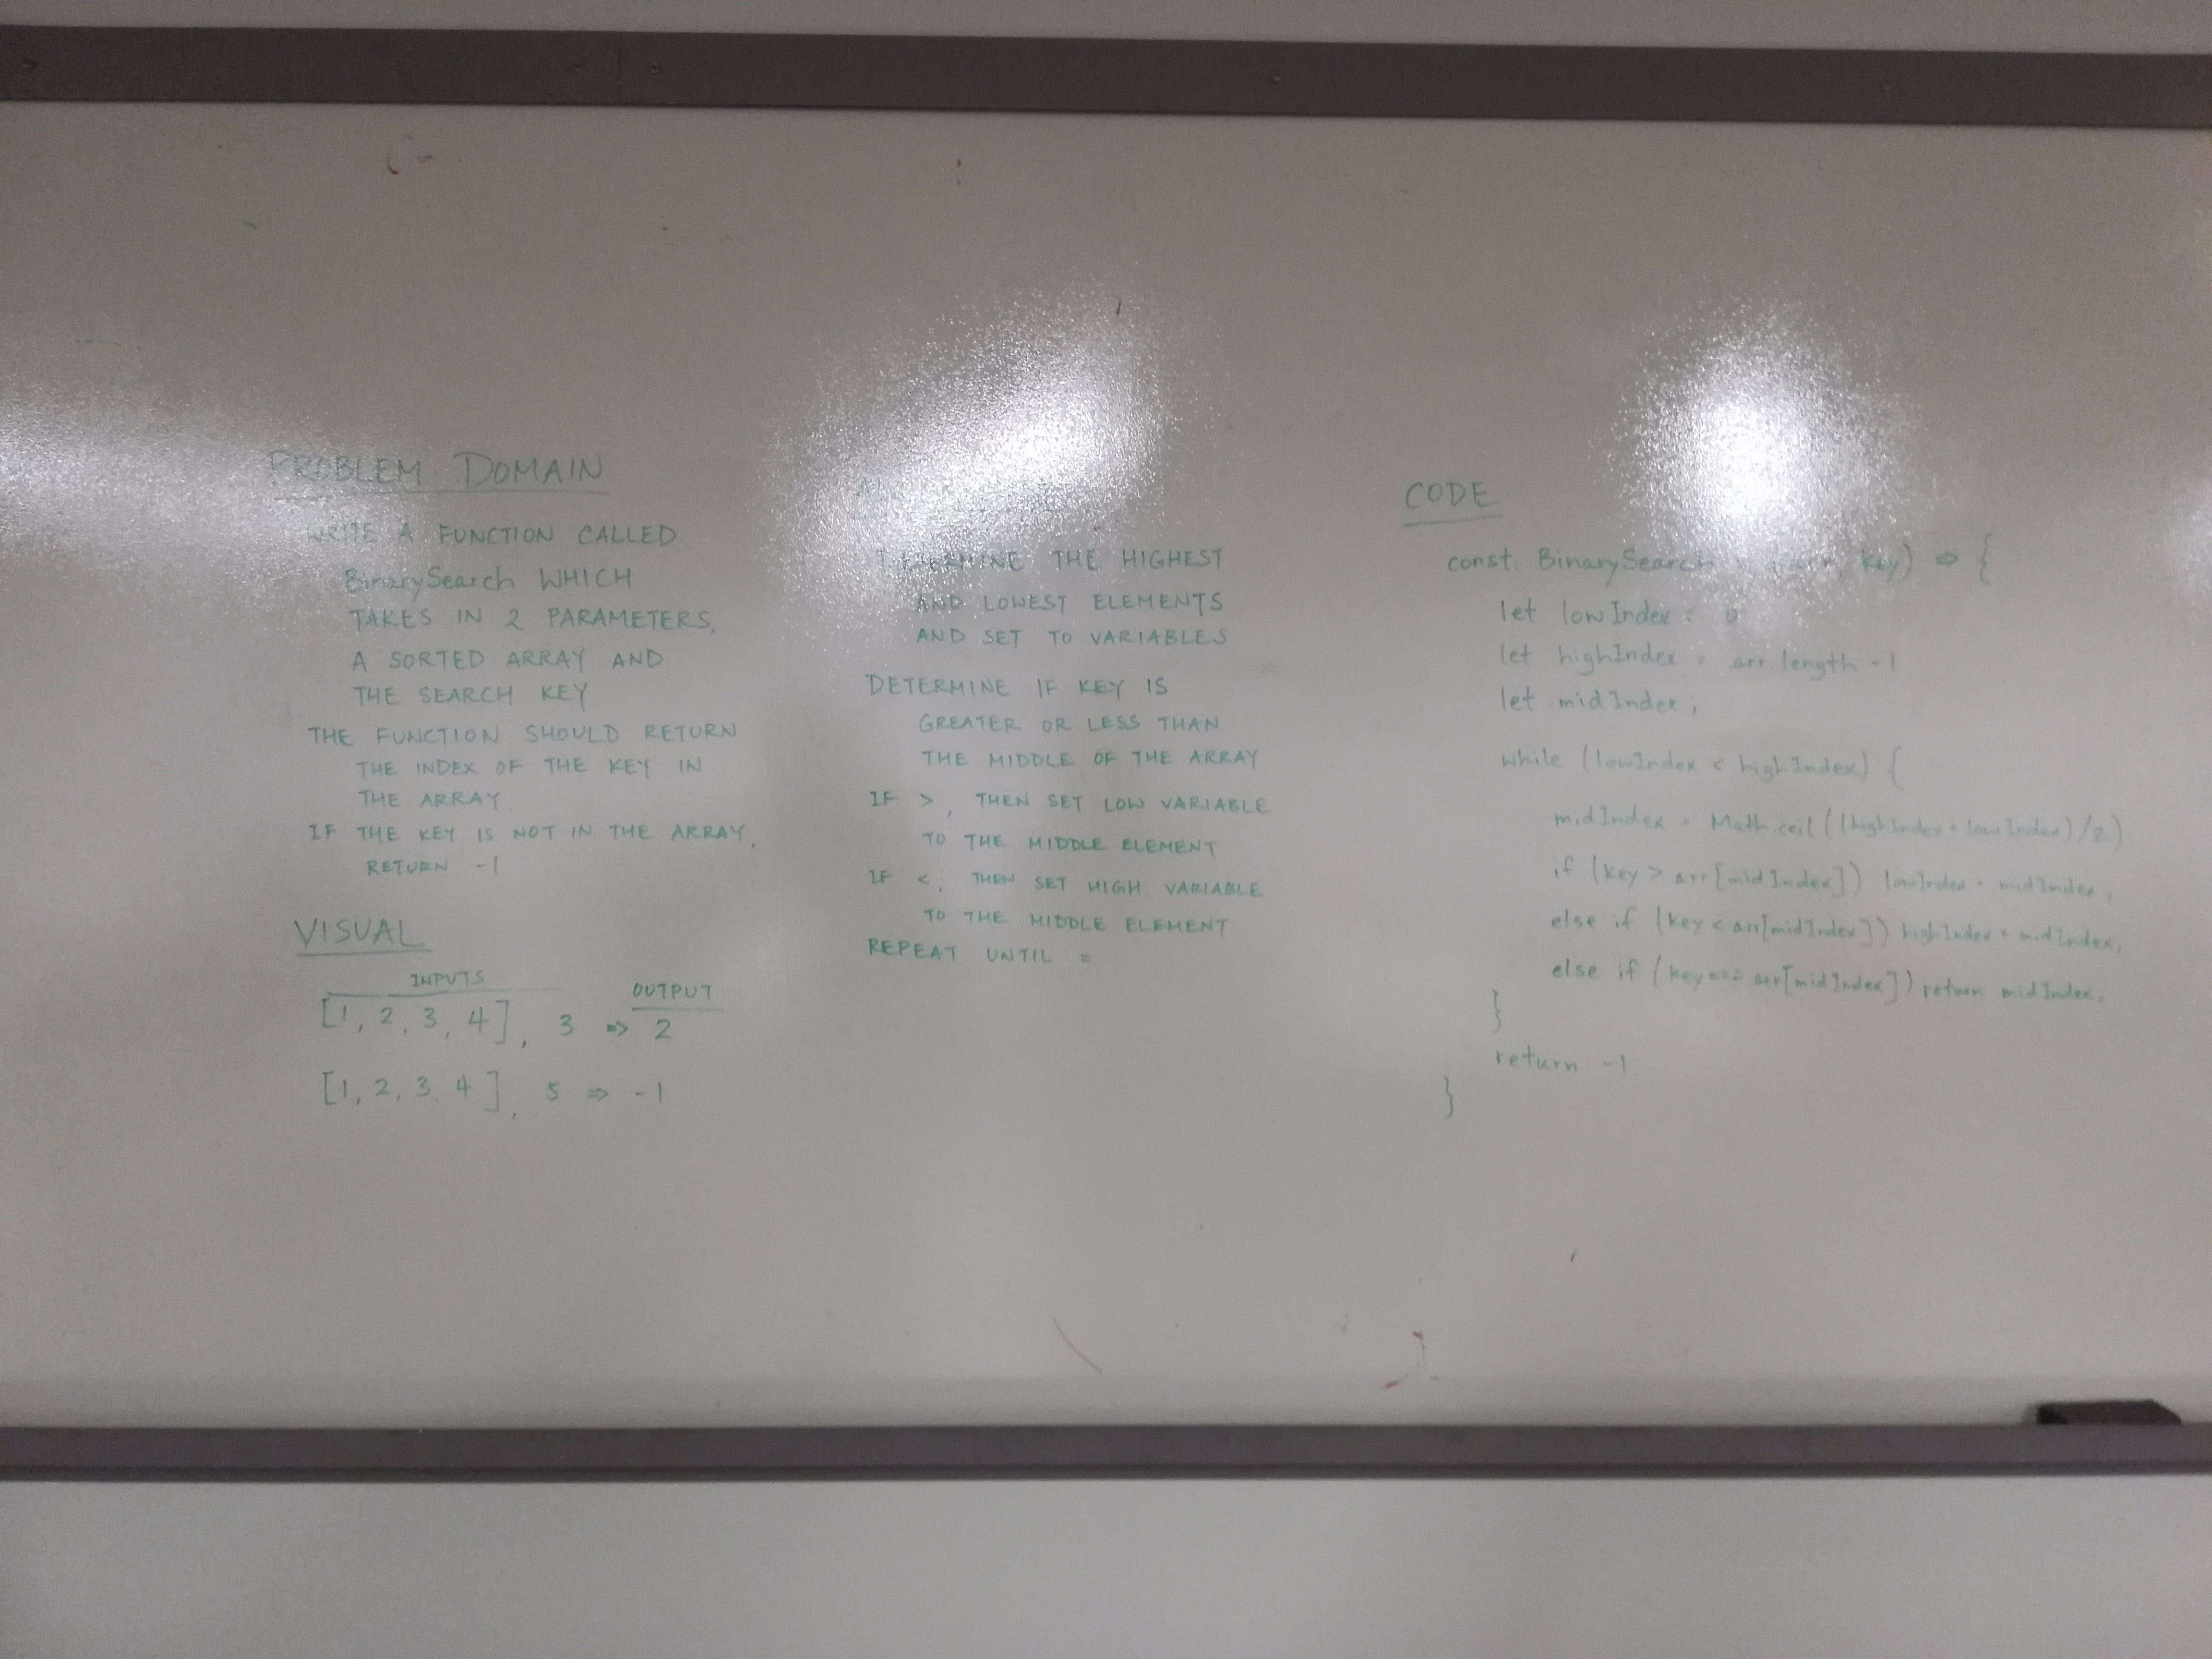 PROBLEM DOMAIN
WRITE A FUNCTION CALLED
BinarySearch WHICH
TAKES IN 2 PARAMETERS,
A SORTED ARRAY AND
THE SEARCH KEY
THE FUNCTION SHOULD RETURN
THE INDEX OF THE KEY IN
THE ARRAY
IF THE KEY IS NOT IN THE ARRAY,
RETURN -1
VISUAL
INPUTS OUTPUT
[1, 2, 3, 4], 3 => 2
[1, 2, 3, 4], 5 => -1
DETERMINE THE HIGHEST
AND LOWEST ELEMENTS
AND SET TO VARIABLES
DETERMINE IF KEY IS
GREATER OR LESS THAN
THE MIDDLE OF THE ARRAY
IF >, THEN SET LOW VARIABLE
TO THE MIDDLE ELEMENT
IF <, THEN SET HIGH VARIABLE
TO THE MIDDLE ELEMENT
REPEAT UNTIL =
CODE
const BinarySearch = (arr, key) => {
let lowIndex = 0
let highIndex = arr.length -1
let midIndex;
while (lowIndex < highIndex) {
midIndex = Math.ceil((highIndex + lowIndex)/2)
if (key > arr[midIndex]) lowIndex = midIndex;
else if (key < arr[midIndex]) highIndex = midIndex;
else if (key === arr[midIndex]) return midIndex;
}
return -1
}